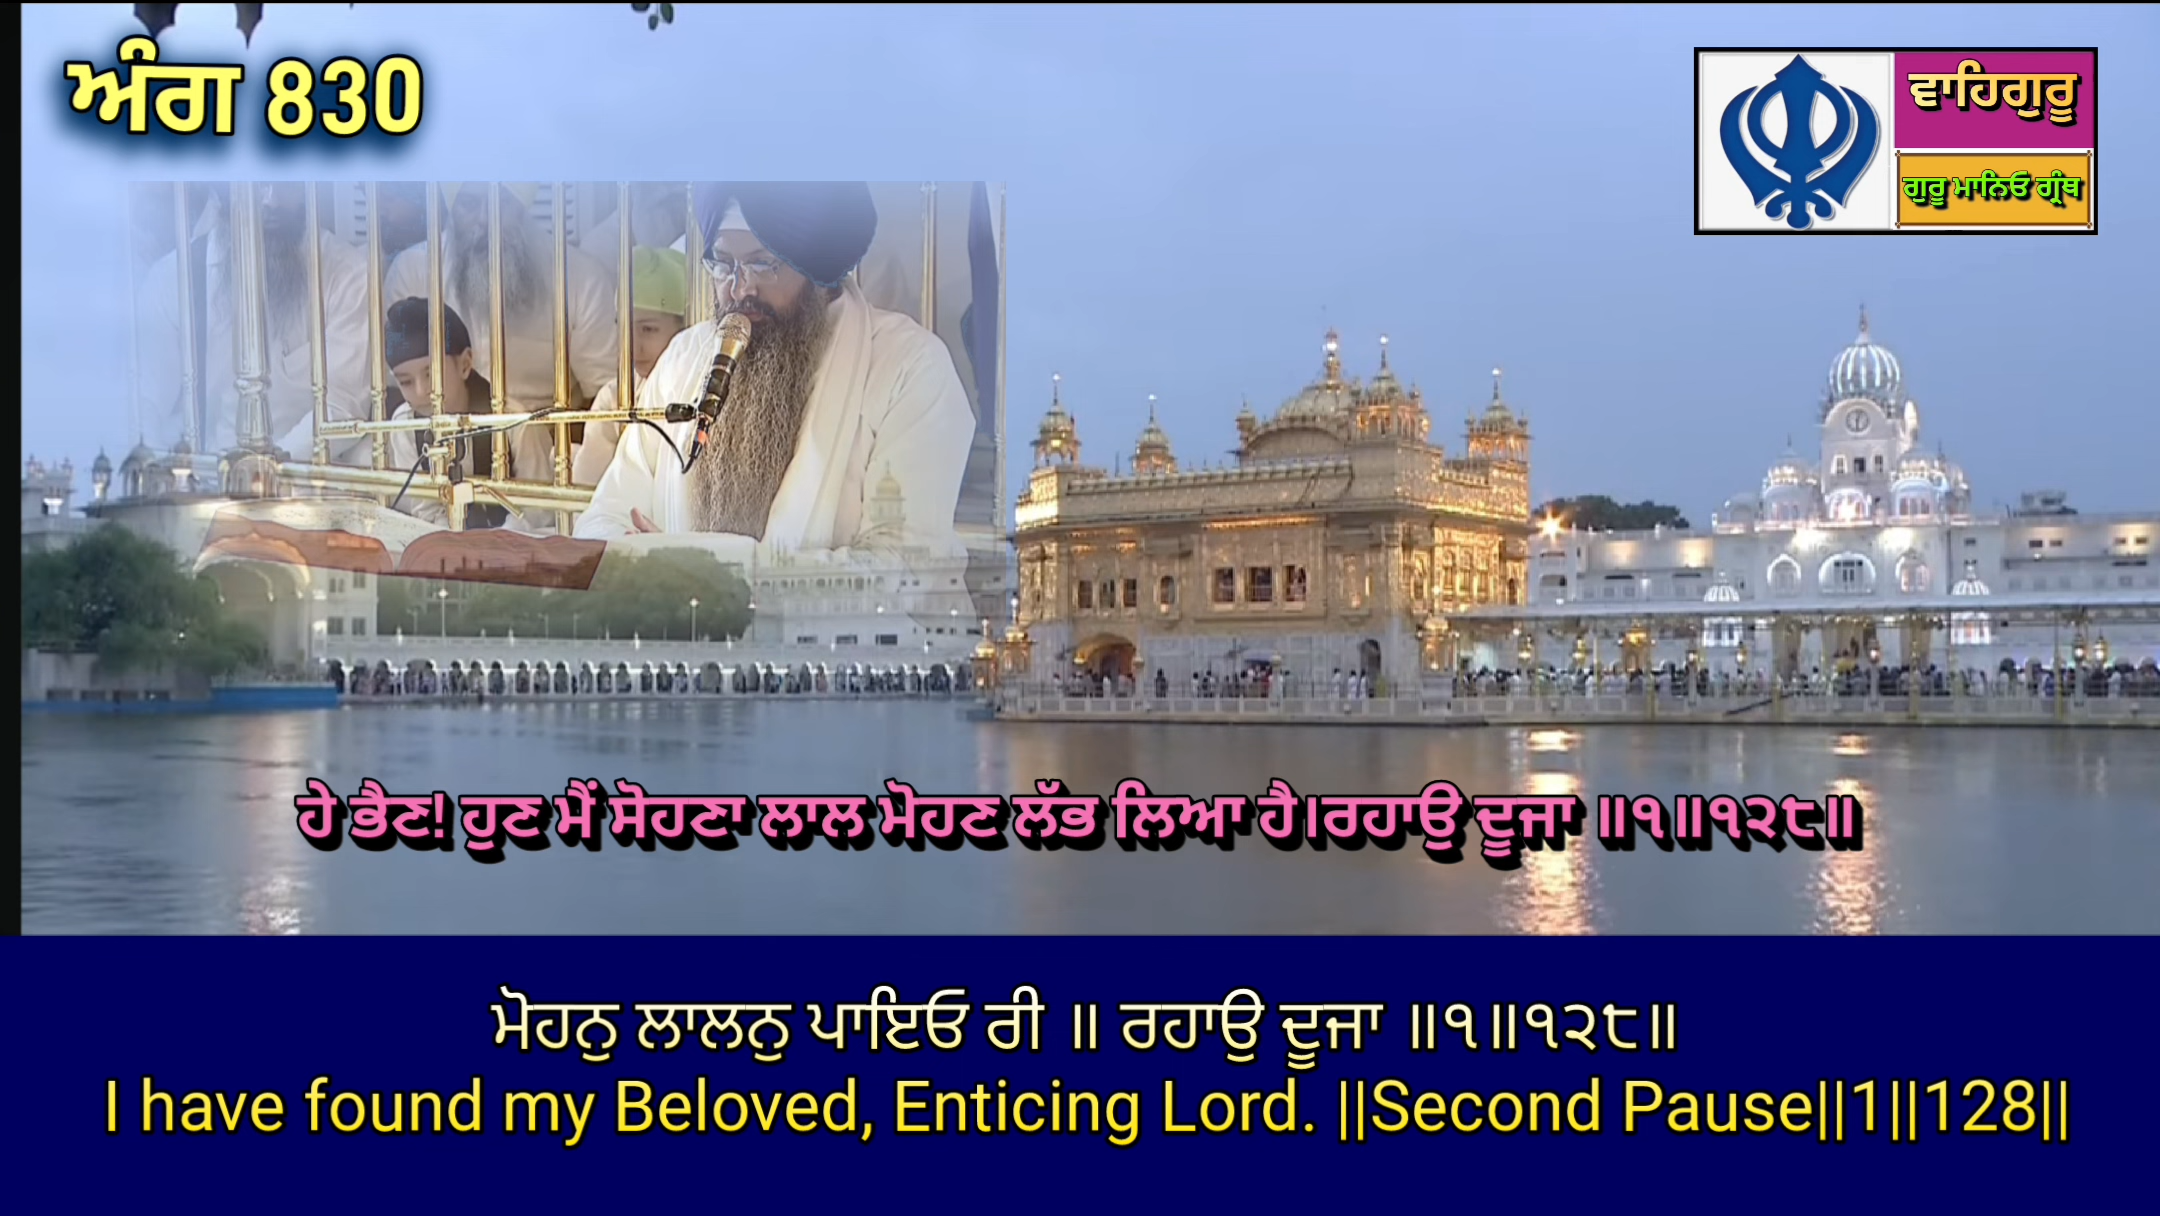 ਅੰਗ 830
ਵਾਹਿਗੁਰੂ
ਗੁਰੂ ਮਾਨਿਓ ਗ੍ਰੰਥ
ਹੇ ਭੈਣ! ਹੁਣ ਮੈਂ ਸੋਹਣਾ ਲਾਲ ਮੋਹਣ ਲੱਭ ਲਿਆ ਹੈ।ਰਹਾਉ ਦੂਜਾ ॥੧॥੧੨੮॥
ਮੋਹਨੁ ਲਾਲਨੁ ਪਾਇਓ ਰੀ ॥ ਰਹਾਉ ਦੂਜਾ ॥੧॥੧੨੮॥
I have found my Beloved, Enticing Lord. ||Second Pause||1||128||